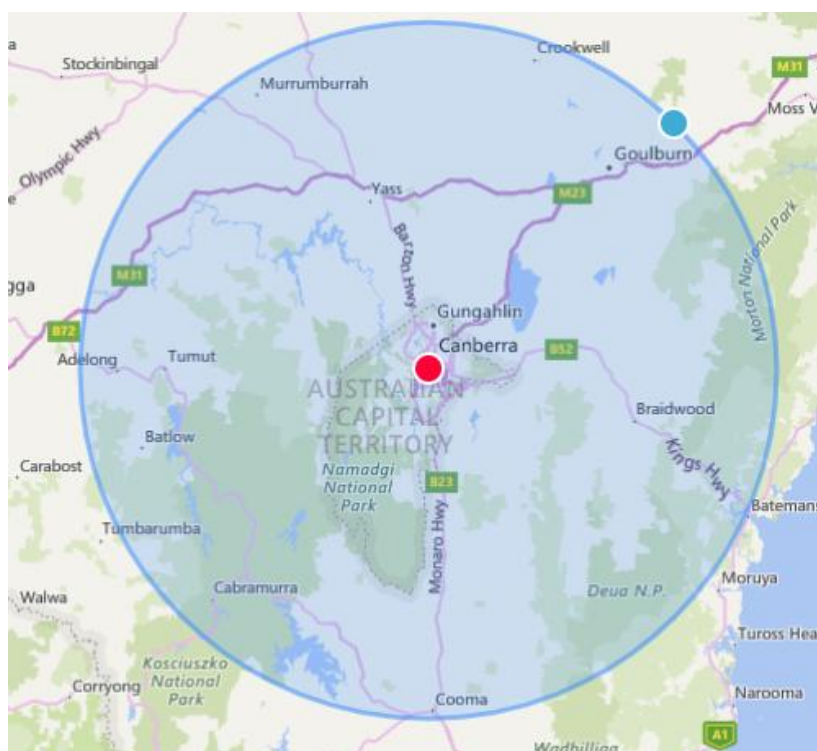 Crookwell
Stockinbingal
M31
Murrumburrah
Moss V
Olympic Hwy
Goulburn
Yass
M23
Barton Hwy
Morton National Park
M31
gga
Gungahlin
B72
Canberra
B52
Adelong
Tumut
AUSTRALIAN
CAPITAL
TERRITORY
Braidwood
Batlow
Kings Hwy
Carabost
Namadgi
National
Park
B23
Batemans
Tumbarumba
Monaro Hwy
Moruya
Cabramurra
Deua N.P.
Walwa
Tuross Hea
Kosciuszko
National
Park
Corryong
Cooma
Narooma
A1